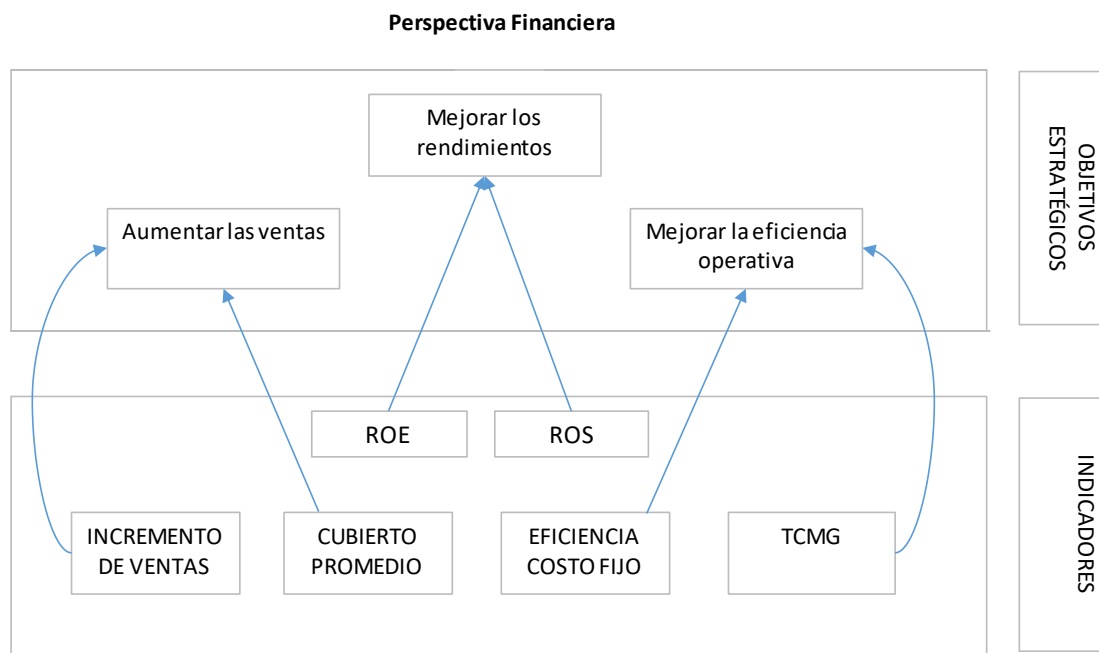 Perspectiva Financiera
Mejorar los
rendimientos
Aumentar las ventas
Mejorar la eficiencia
operativa
OBJETIVOS
ESTRATÉGICOS
ROE
ROS
INCREMENTO
DE VENTAS
CUBIERTO
PROMEDIO
EFICIENCIA
COSTO FIJO
TCMG
INDICADORES